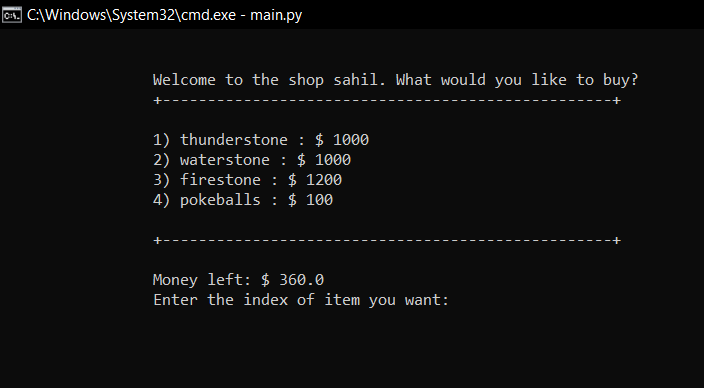 C:\Windows\System32\cmd.exe - main.py
Welcome to the shop sahil. What would you like to buy?
+--------------------------------------------------+
1) thunderstone : $ 1000
2) waterstone : $ 1000
3) firestone : $ 1200
4) pokeballs : $ 100
+--------------------------------------------------+
Money left: $ 360.0
Enter the index of item you want: